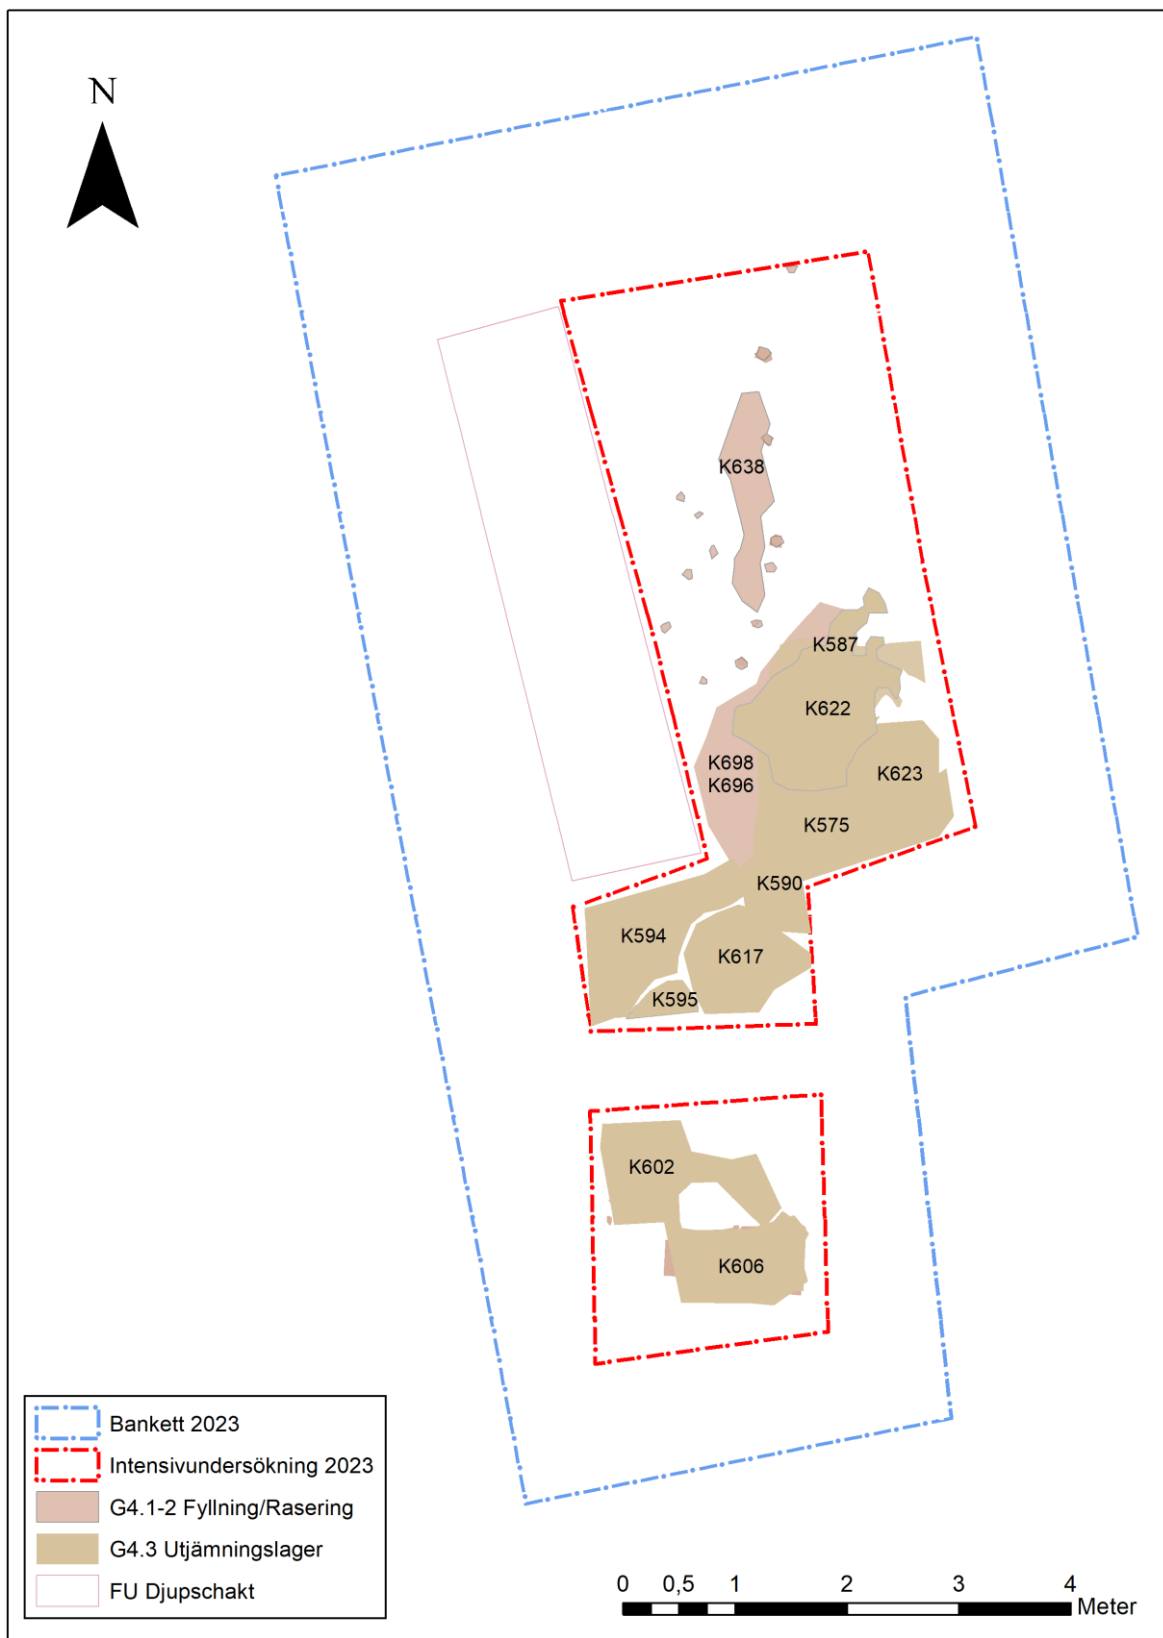 N
K638
K587
K622
K698
K696
K623
K575
K590
K594
K617
K595
K602
K606
Bankett 2023
Intensivundersökning 2023
G4.1-2 Fyllning/Rasering
G4.3 Utjämningslager
FU Djupschakt
0 0,5 1 2 3 4
Meter